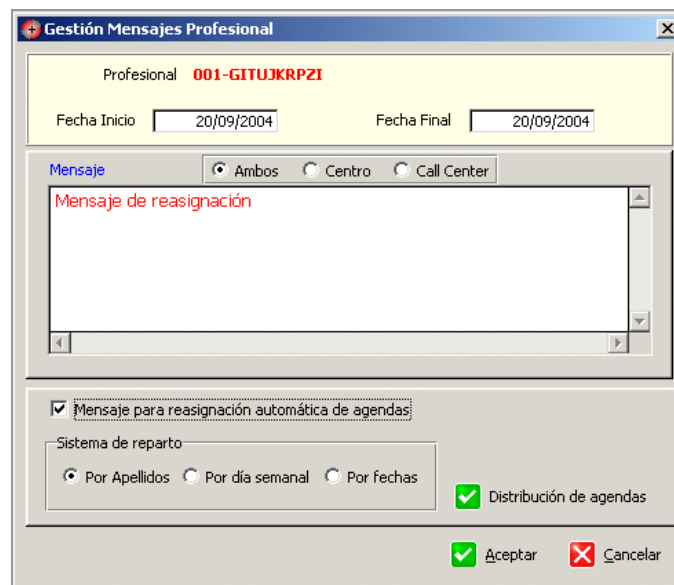 Gestión Mensajes Profesional
Profesional 001-GITUJKRPZI
Fecha Inicio 20/09/2004 Fecha Final 20/09/2004
Mensaje Ambos Centro Call Center
Mensaje de reasignación
Mensaje para reasignación automática de agendas
Sistema de reparto
Por Apellidos Por día semanal Por fechas
Distribución de agendas
Aceptar Cancelar